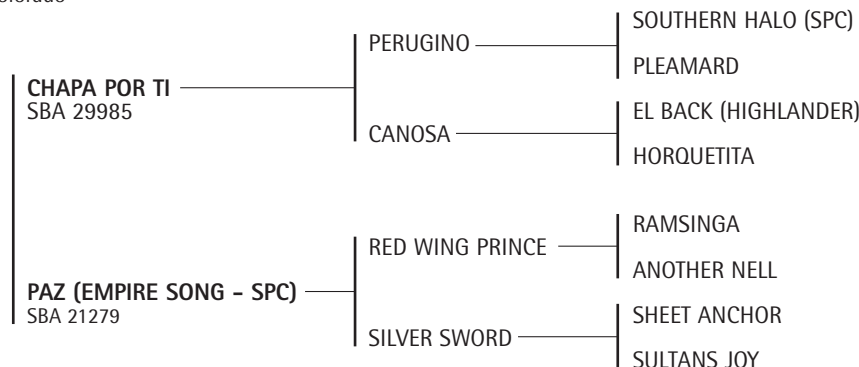 SOUTHERN HALO (SPC)
PERUGINO
PLEAMARD
CHAPA POR TI
SBA 29985
EL BACK (HIGHLANDER)
CANOSA
HORQUETITA
RAMSINGA
RED WING PRINCE
ANOTHER NELL
PAZ (EMPIRE SONG – SPC)
SBA 21279
SHEET ANCHOR
SILVER SWORD
SULTANS JOY